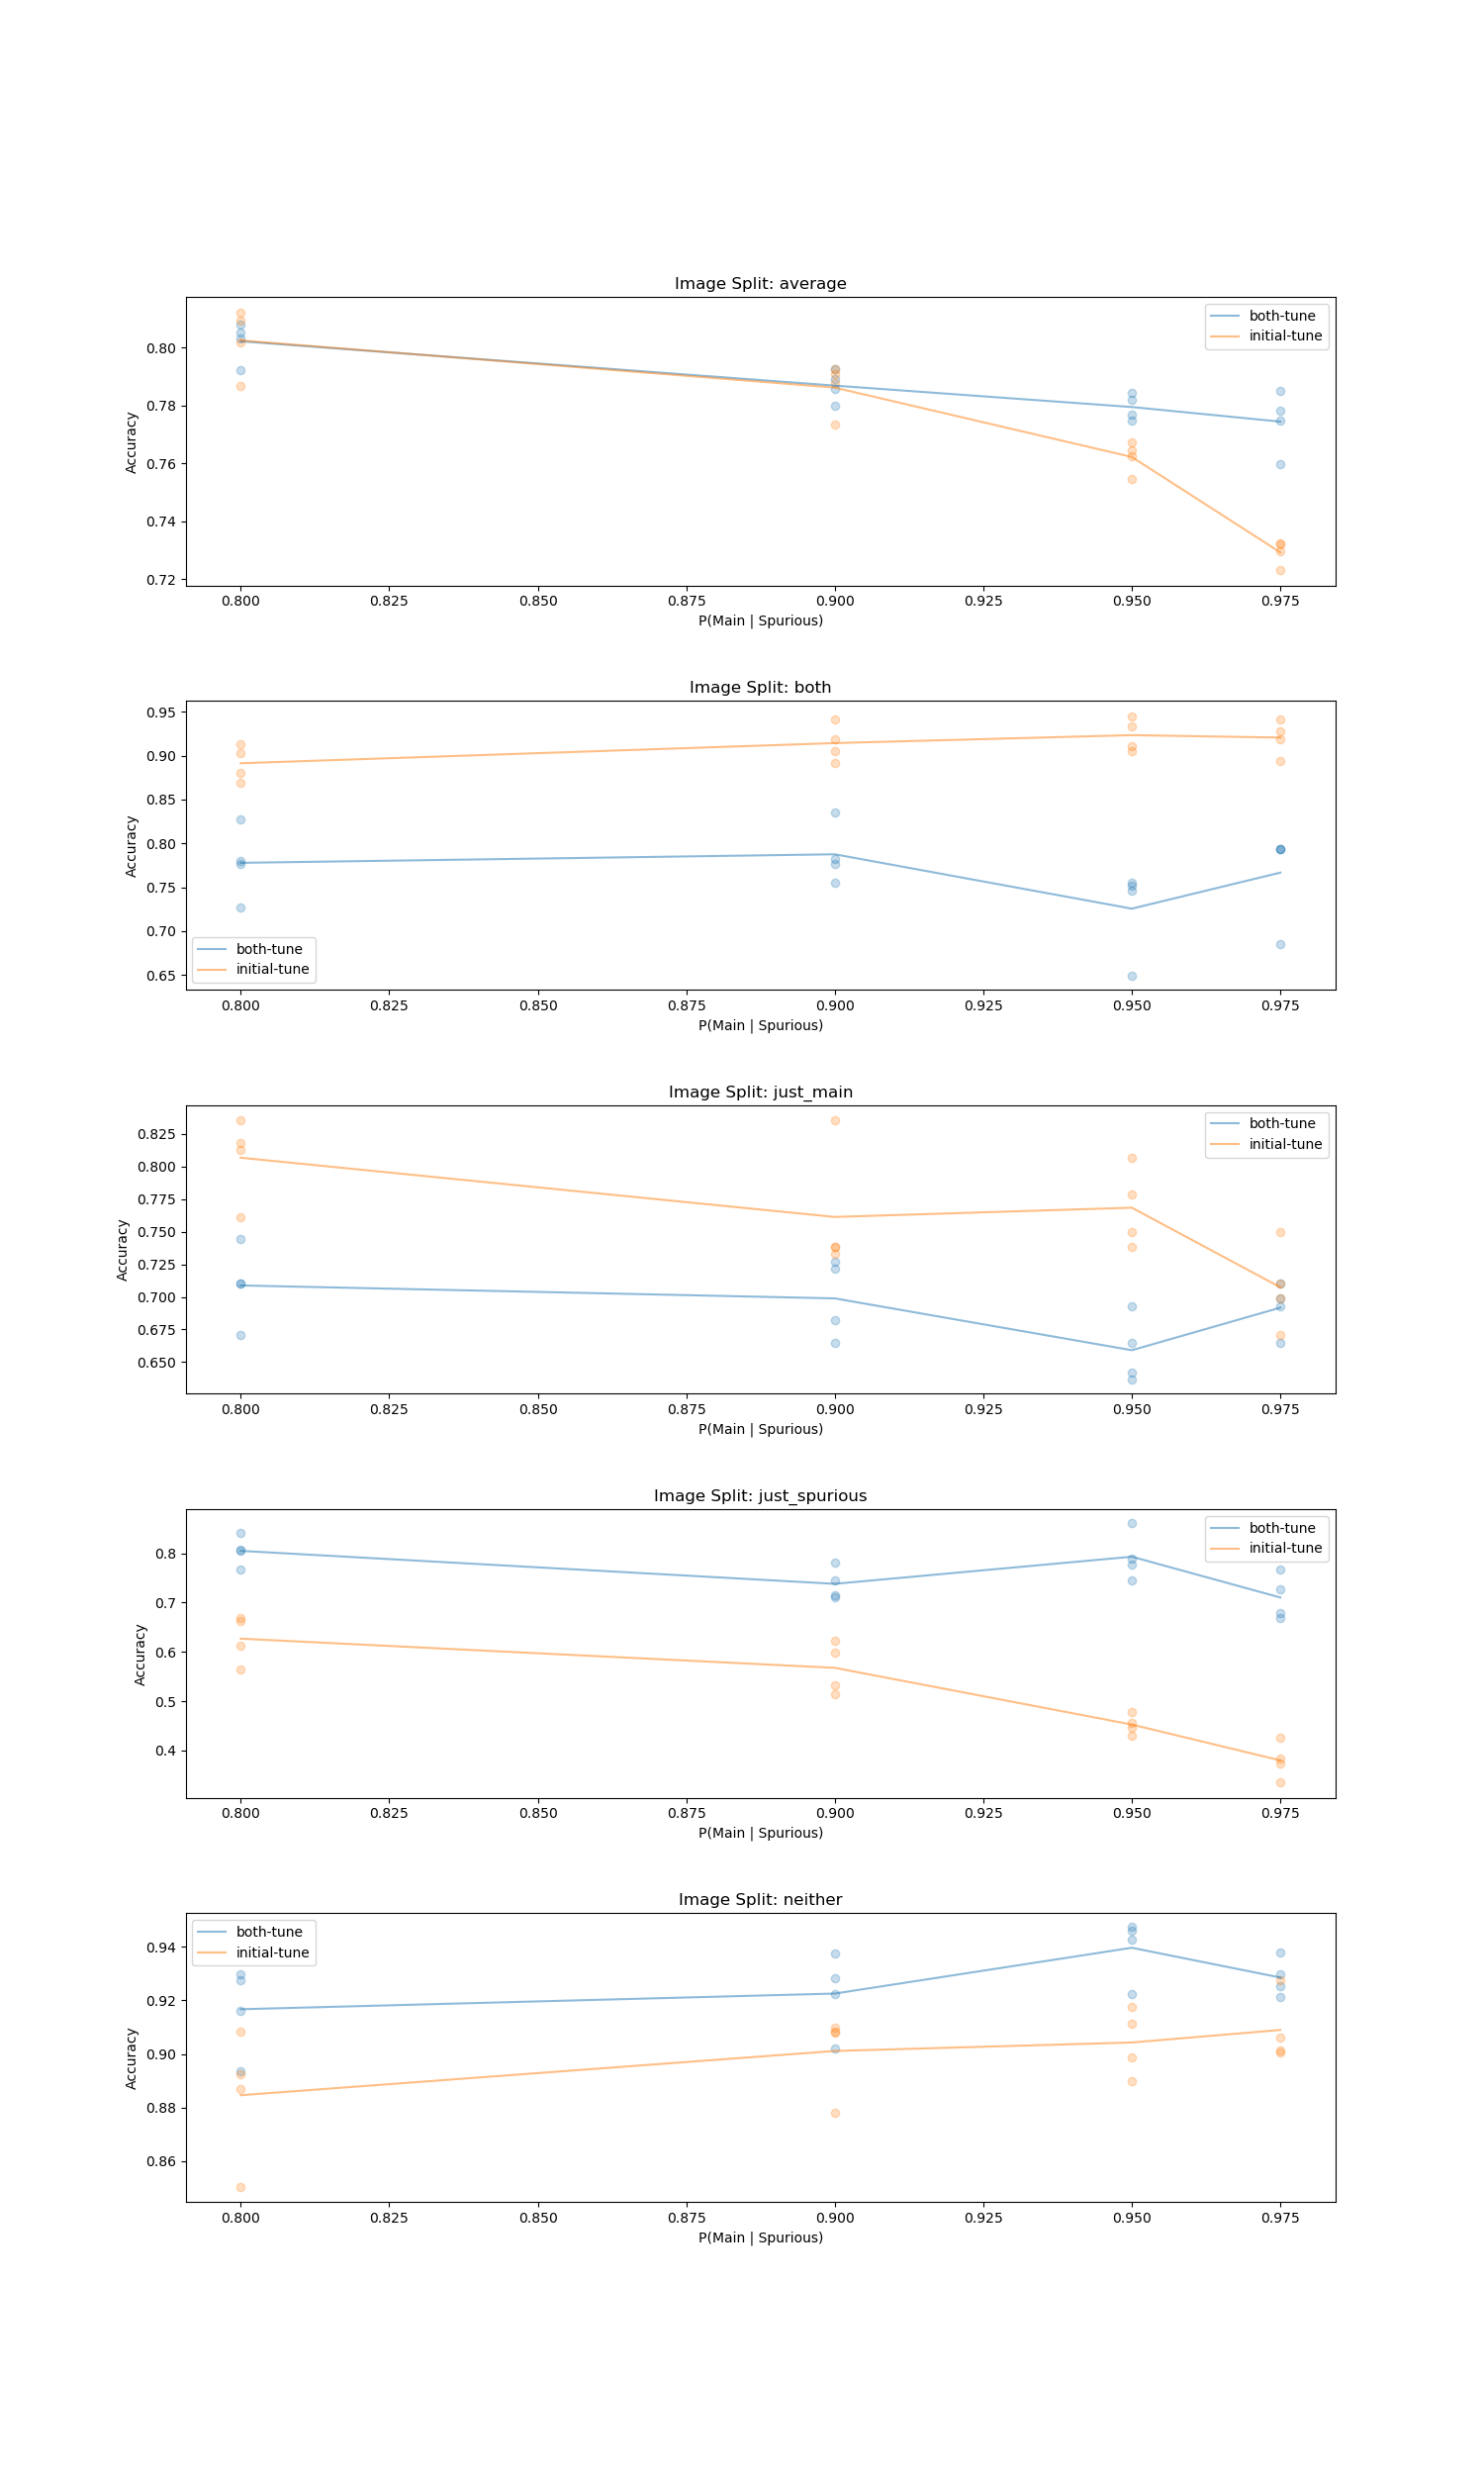 Image Split: average
both-tune
initial-tune
0.80
0.78
0.76
0.74
0.72
Accuracy
0.800 0.825 0.850 0.875 0.900 0.925 0.950 0.975
P(Main | Spurious)
Image Split: both
0.95
0.90
0.85
0.80
0.75
0.70
0.65
Accuracy
both-tune
initial-tune
0.800 0.825 0.850 0.875 0.900 0.925 0.950 0.975
P(Main | Spurious)
Image Split: just_main
both-tune
initial-tune
0.825
0.800
0.775
0.750
0.725
0.700
0.675
0.650
Accuracy
0.800 0.825 0.850 0.875 0.900 0.925 0.950 0.975
P(Main | Spurious)
Image Split: just_spurious
both-tune
initial-tune
0.8
0.7
0.6
0.5
0.4
Accuracy
0.800 0.825 0.850 0.875 0.900 0.925 0.950 0.975
P(Main | Spurious)
Image Split: neither
both-tune
initial-tune
0.94
0.92
0.90
0.88
0.86
Accuracy
0.800 0.825 0.850 0.875 0.900 0.925 0.950 0.975
P(Main | Spurious)